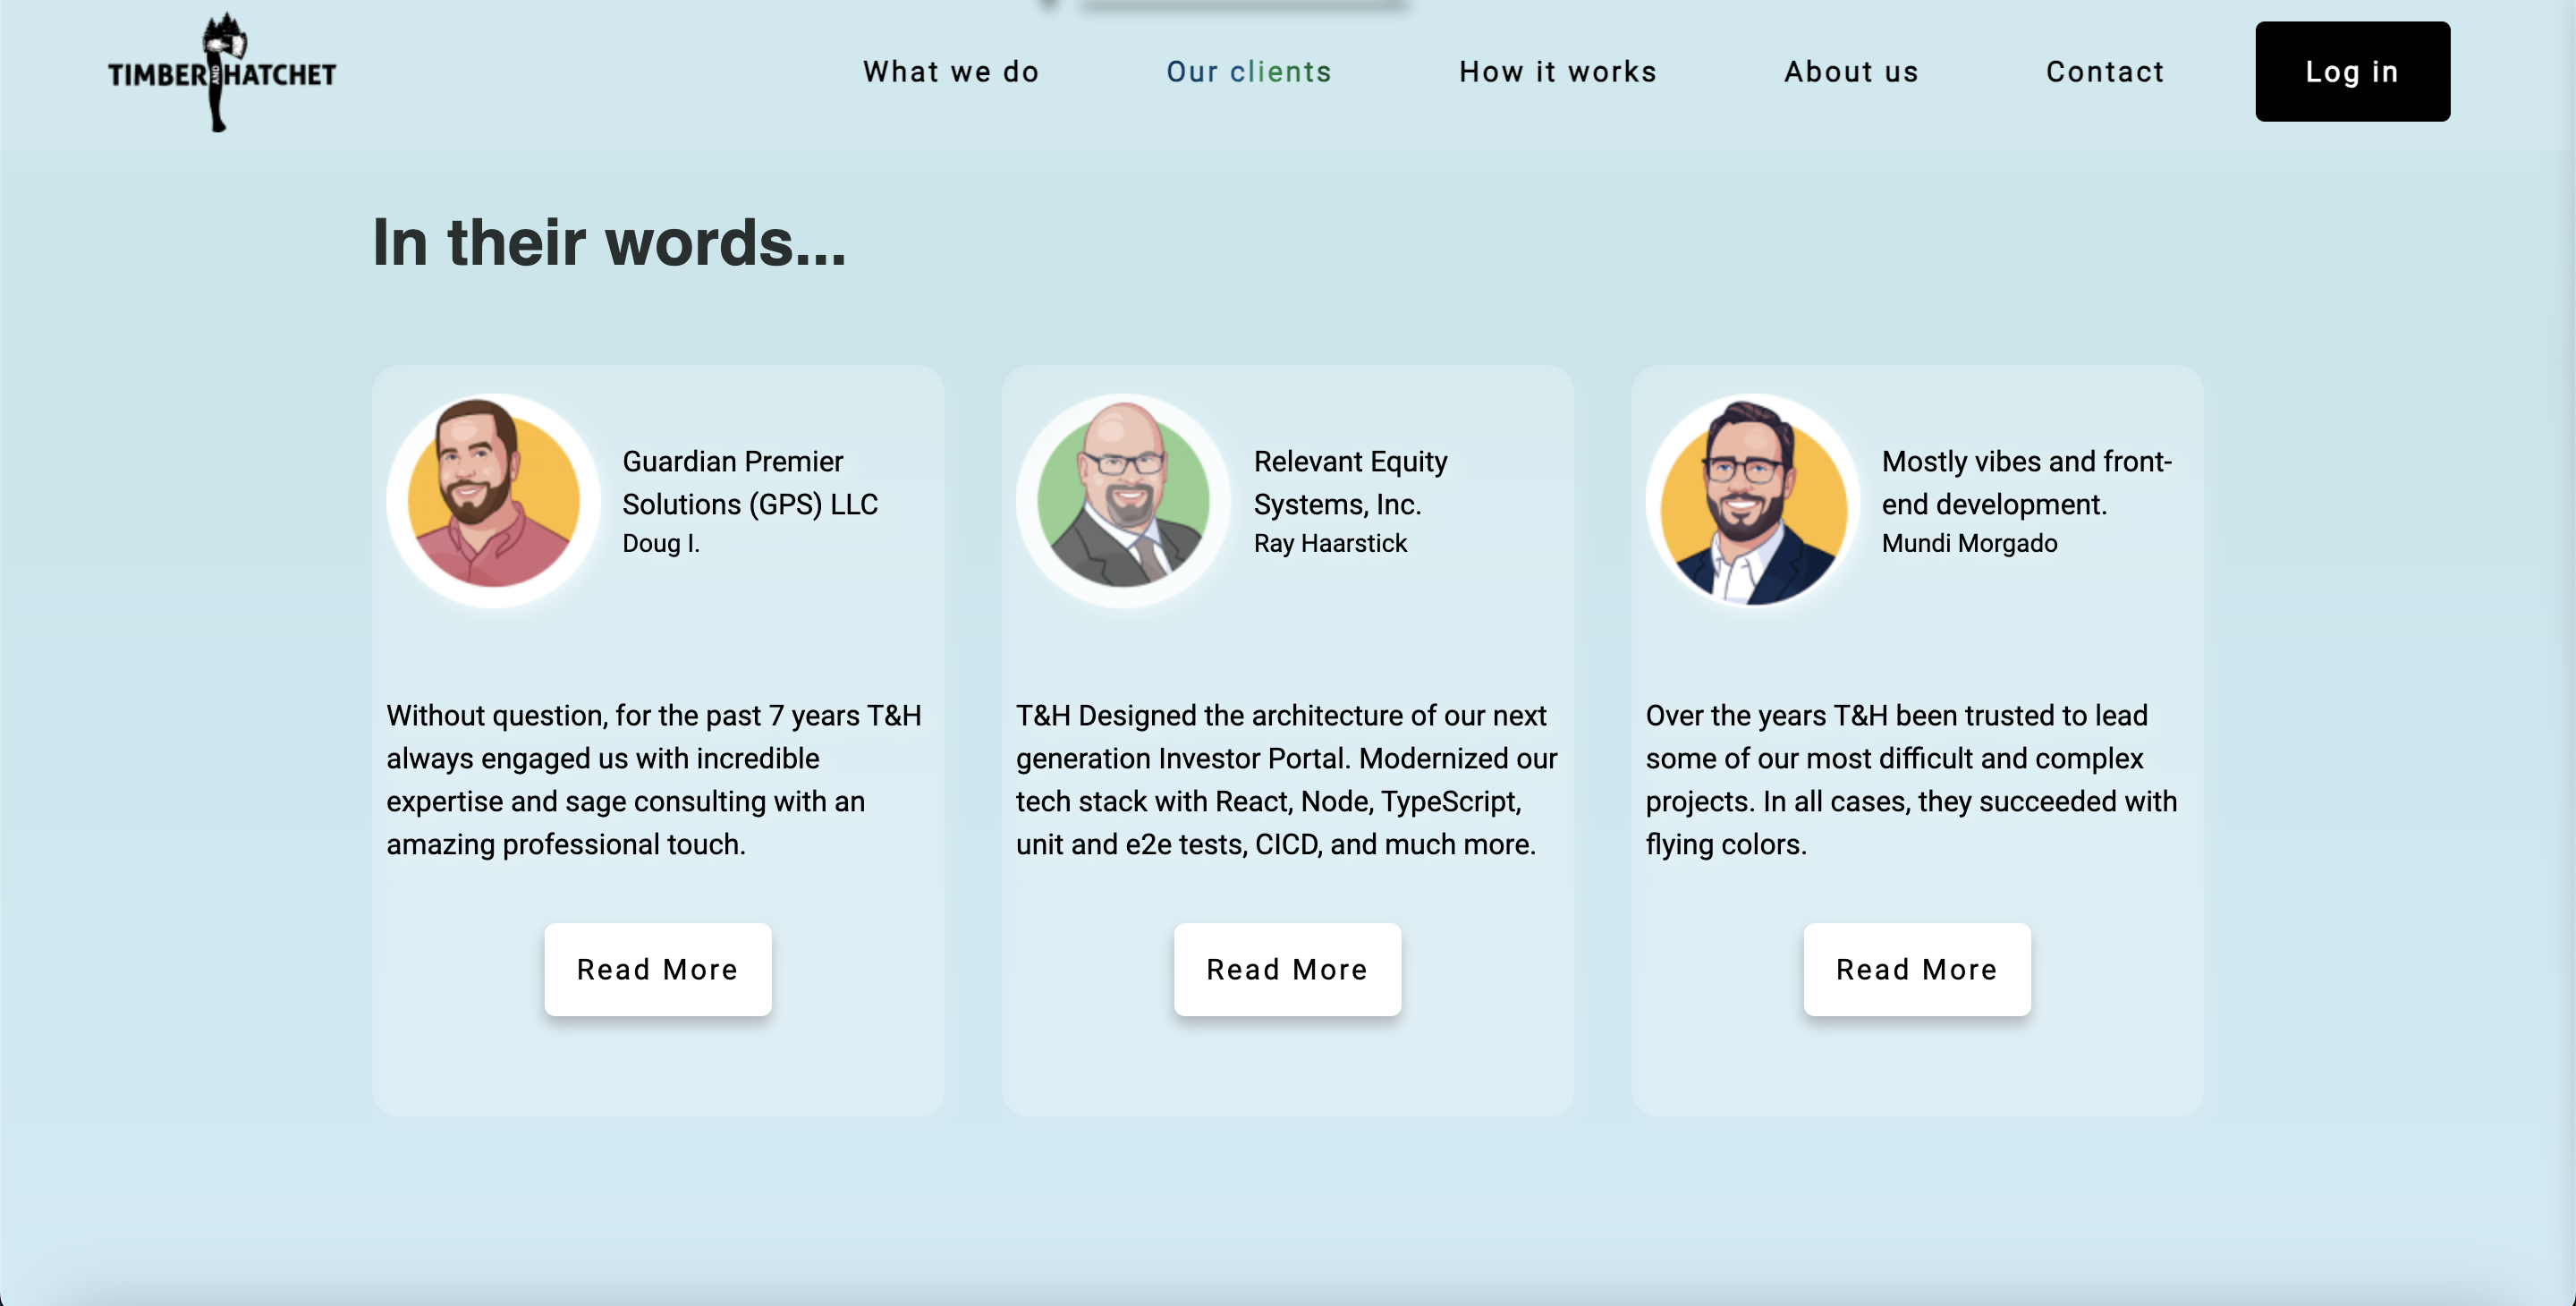 TIMBER AND HATCHET
What we do
Our clients
How it works
About us
Contact
Log in
In their words...
Guardian Premier
Solutions (GPS) LLC
Doug I.
Without question, for the past 7 years T&H
always engaged us with incredible
expertise and sage consulting with an
amazing professional touch.
Read More
Relevant Equity
Systems, Inc.
Ray Haarstick
T&H Designed the architecture of our next
generation Investor Portal. Modernized our
tech stack with React, Node, TypeScript,
unit and e2e tests, CICD, and much more.
Read More
Mostly vibes and front-
end development.
Mundi Morgado
Over the years T&H been trusted to lead
some of our most difficult and complex
projects. In all cases, they succeeded with
flying colors.
Read More